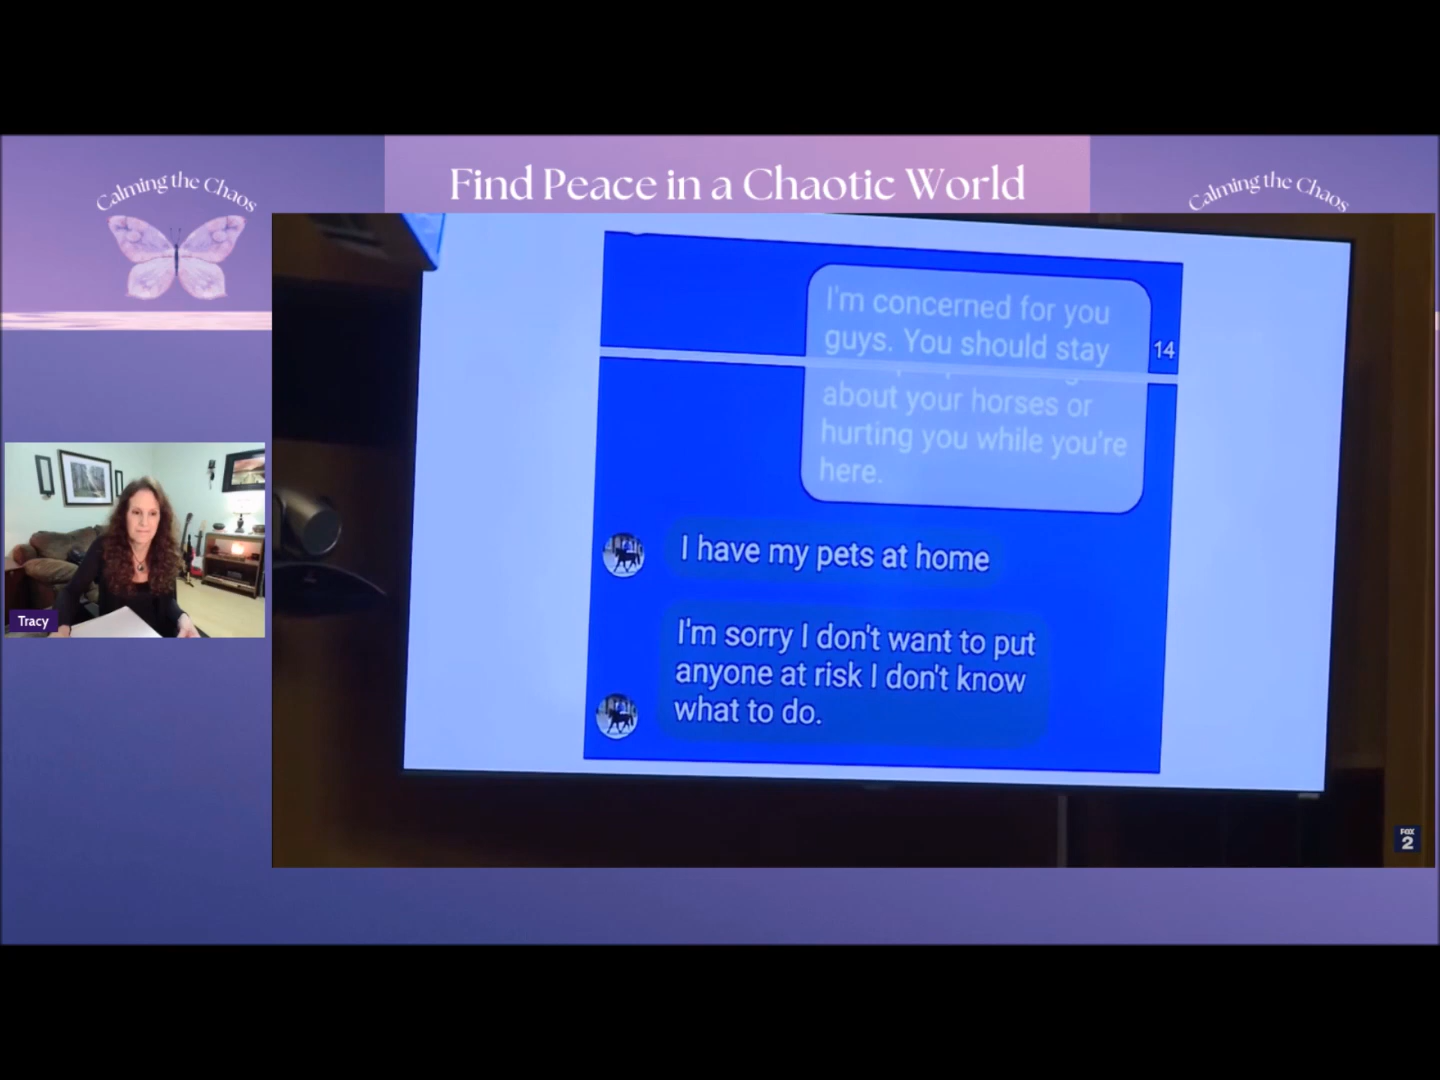 Calming the Chaos
Find Peace in a Chaotic World
Calming the Chaos
I'm concerned for you
guys. You should stay
14
about your horses or
hurting you while you're
here.
I have my pets at home
I'm sorry I don't want to put
anyone at risk I don't know
what to do.
Tracy
FOX
2